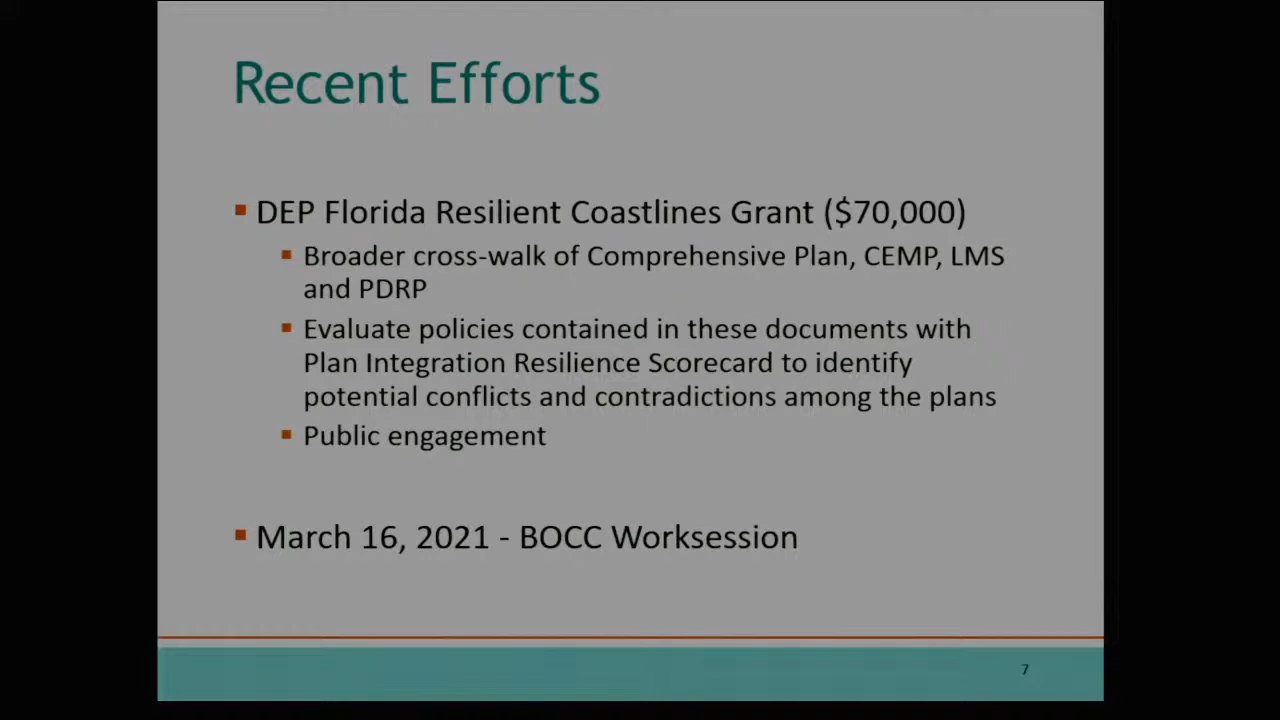 Recent Efforts
DEP Florida Resilient Coastlines Grant ($70,000)
Broader cross-walk of Comprehensive Plan, CEMP, LMS
and PDRP
Evaluate policies contained in these documents with
Plan Integration Resilience Scorecard to identify
potential conflicts and contradictions among the plans
Public engagement
March 16, 2021 - BOCC Worksession
7